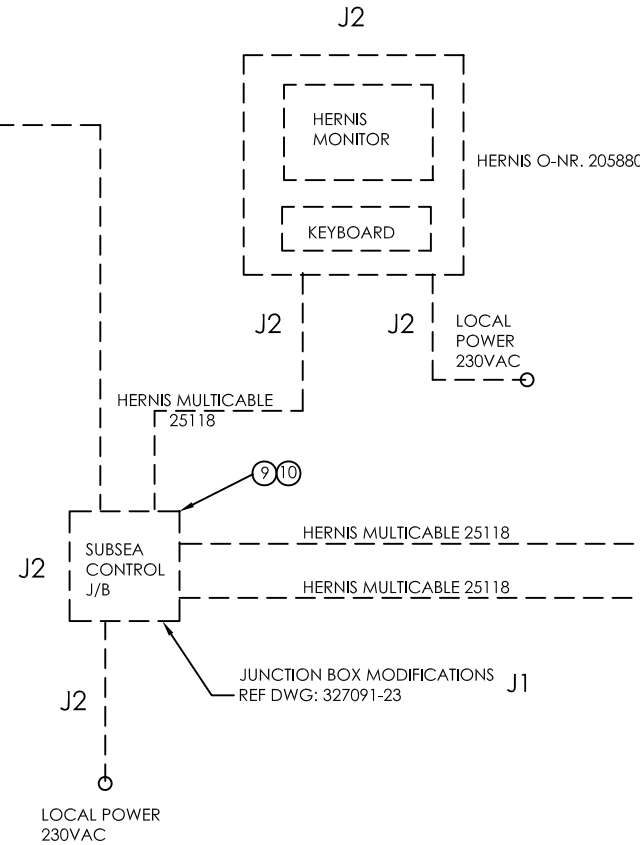 J2
HERNIS
MONITOR
HERNIS O-NR. 205880
KEYBOARD
J2
J2
LOCAL
POWER
230VAC
HERNIS MULTICABLE
25118
9 10
J2
SUBSEA
CONTROL
J/B
HERNIS MULTICABLE 25118
HERNIS MULTICABLE 25118
JUNCTION BOX MODIFICATIONS
REF DWG: 327091-23
J1
J2
LOCAL POWER
230VAC